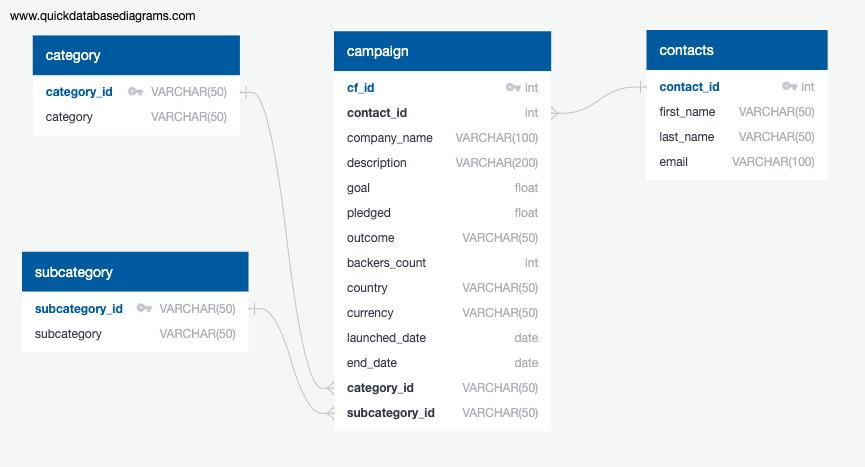 www.quickdatabasediagrams.com
category
category_id VARCHAR(50)
category VARCHAR(50)
subcategory
subcategory_id VARCHAR(50)
subcategory VARCHAR(50)
campaign
cf_id int
contact_id int
company_name VARCHAR(100)
description VARCHAR(200)
goal float
pledged float
outcome VARCHAR(50)
backers_count int
country VARCHAR(50)
currency VARCHAR(50)
launched_date date
end_date date
category_id VARCHAR(50)
subcategory_id VARCHAR(50)
contacts
contact_id int
first_name VARCHAR(50)
last_name VARCHAR(50)
email VARCHAR(100)